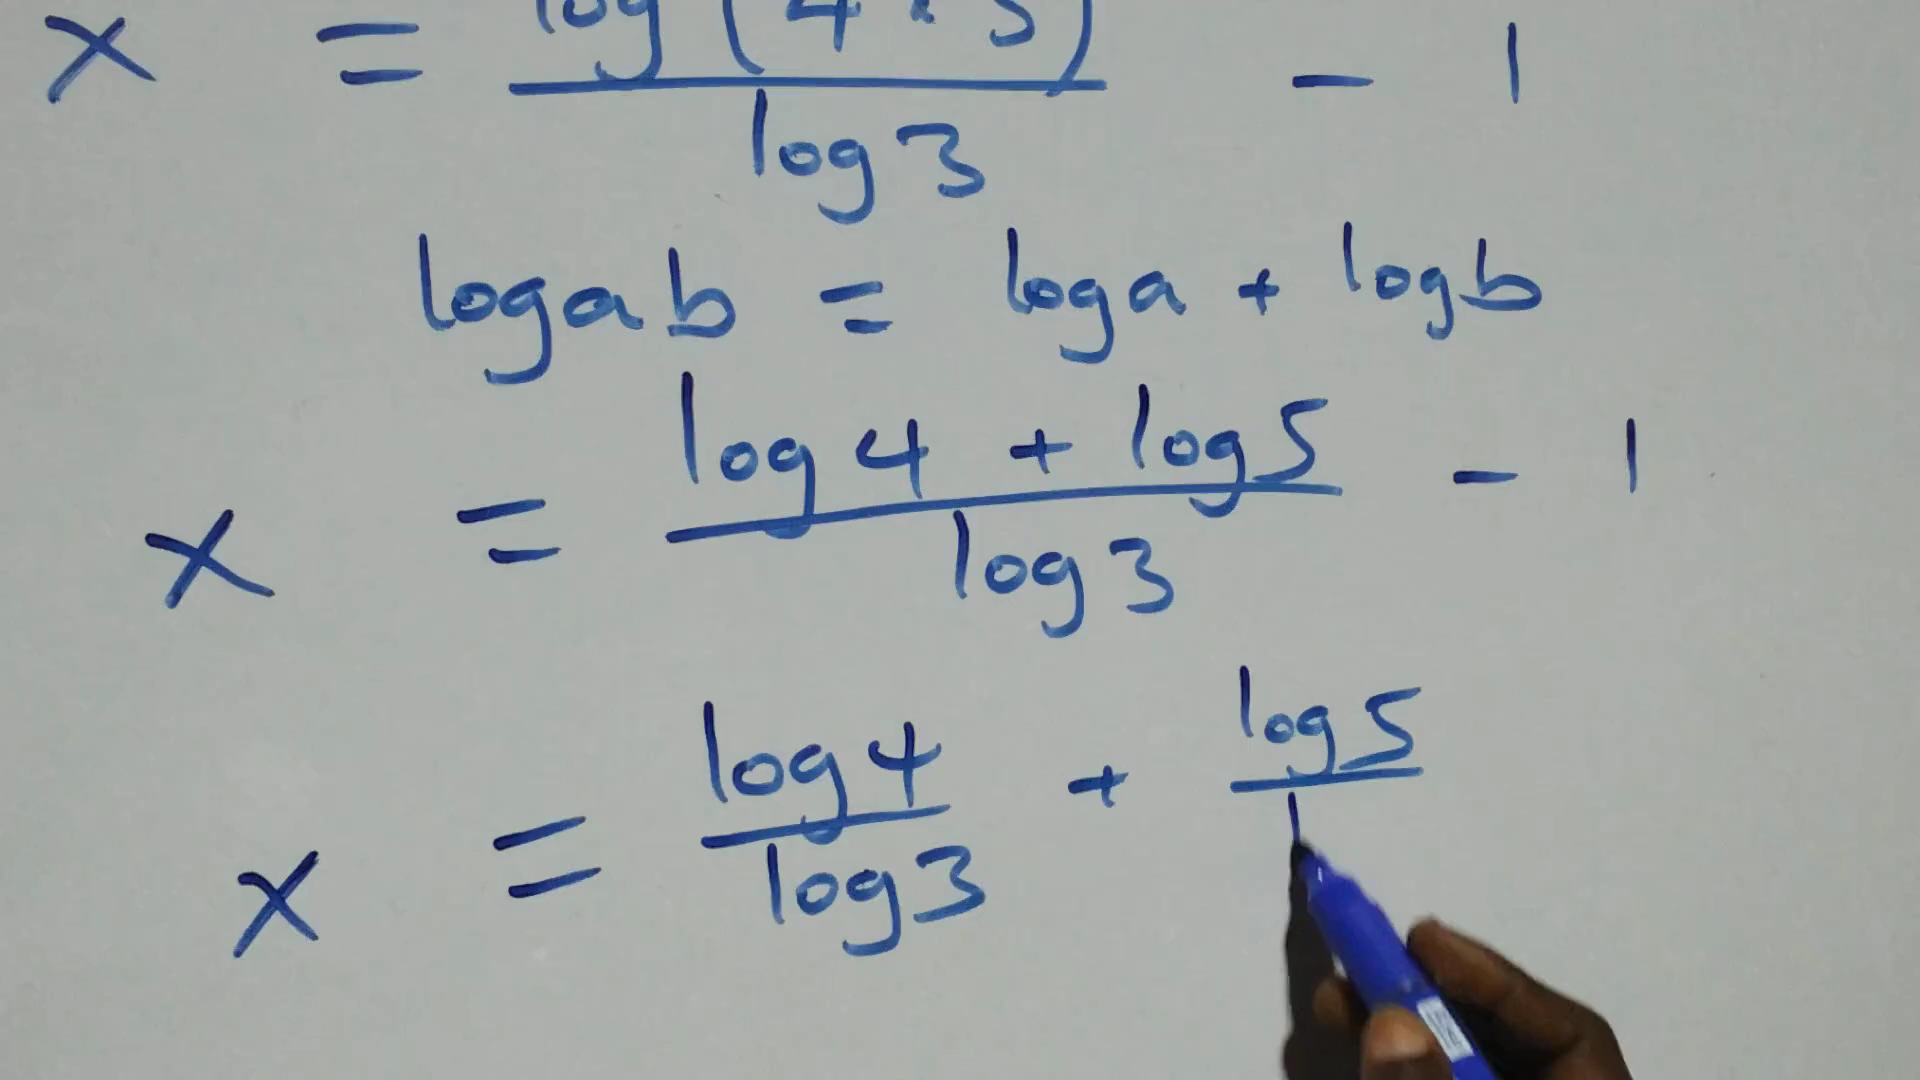 x = log (4 · 5) - 1
log 3
log a b = log a + log b
x = log 4 + log 5 - 1
log 3
x = log 4 + log 5
log 3 l